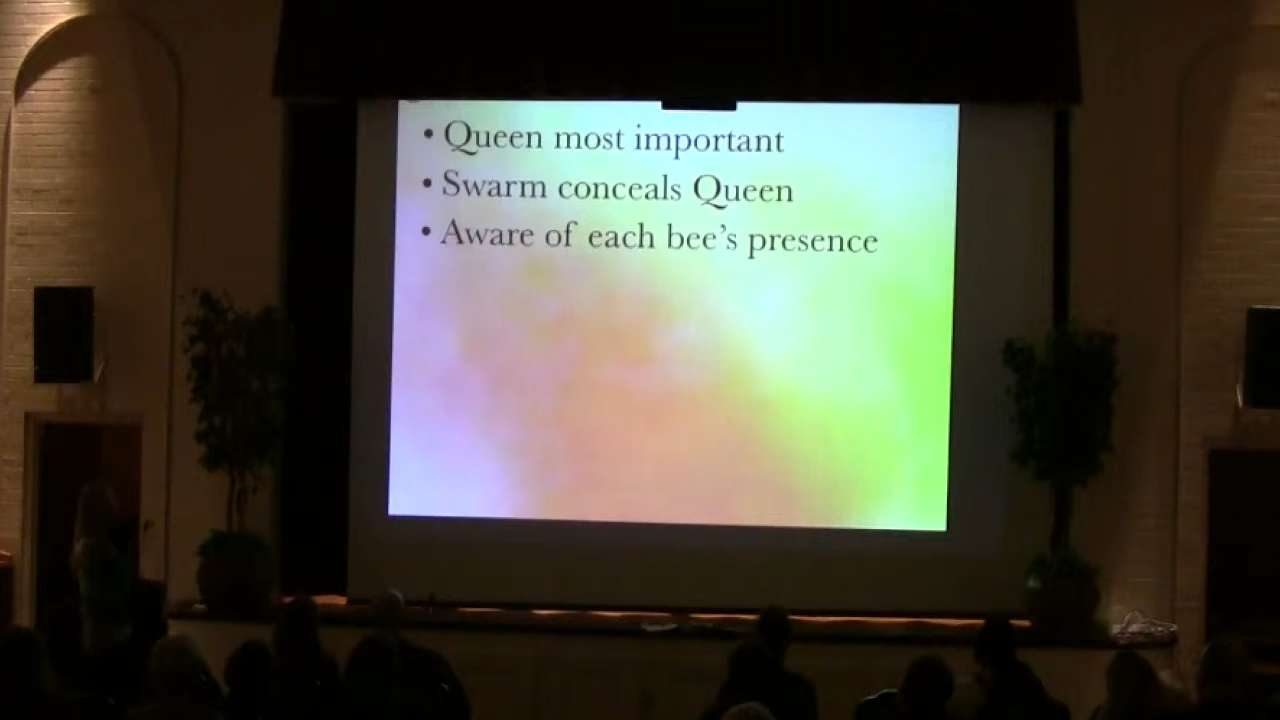 • Queen most important
• Swarm conceals Queen
• Aware of each bee's presence